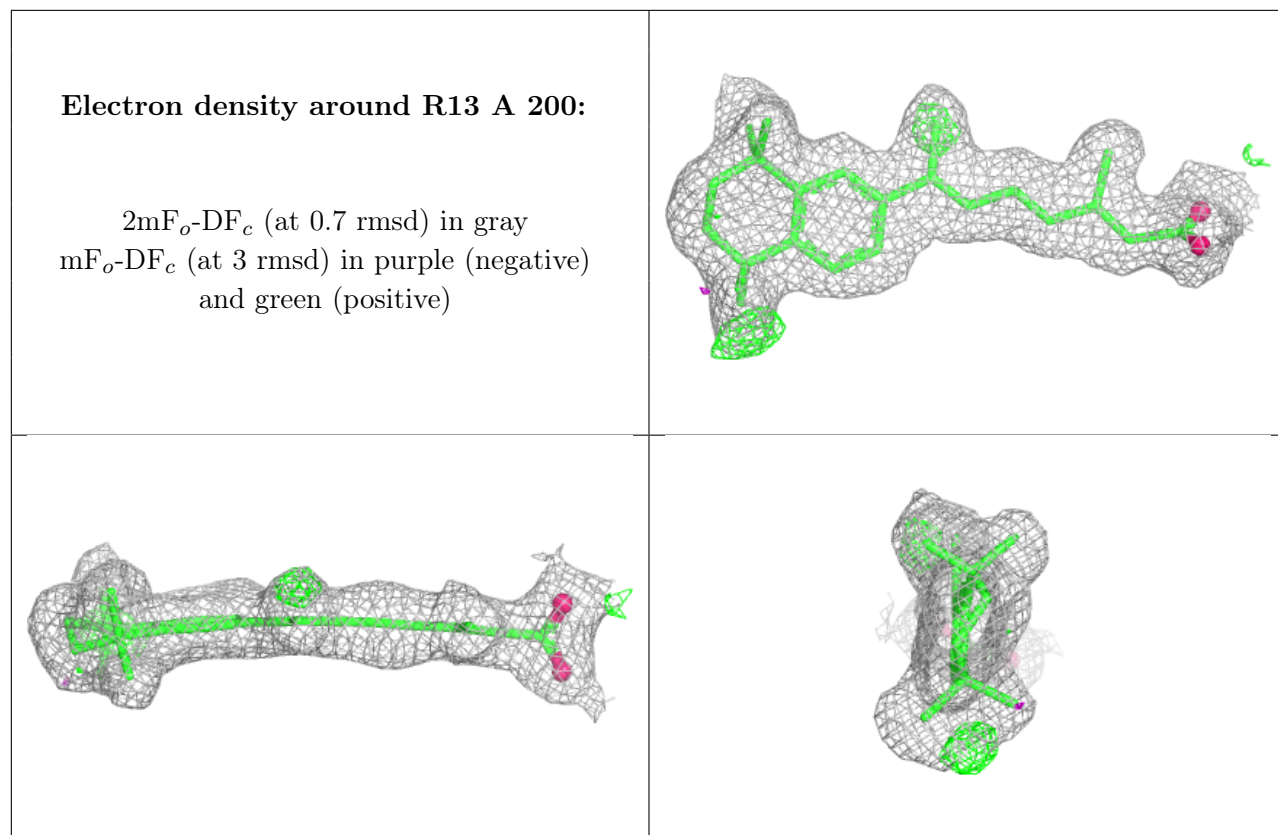 Electron density around R13 A 200:
2mFo-DFc (at 0.7 rmsd) in gray
mFo-DFc (at 3 rmsd) in purple (negative)
and green (positive)